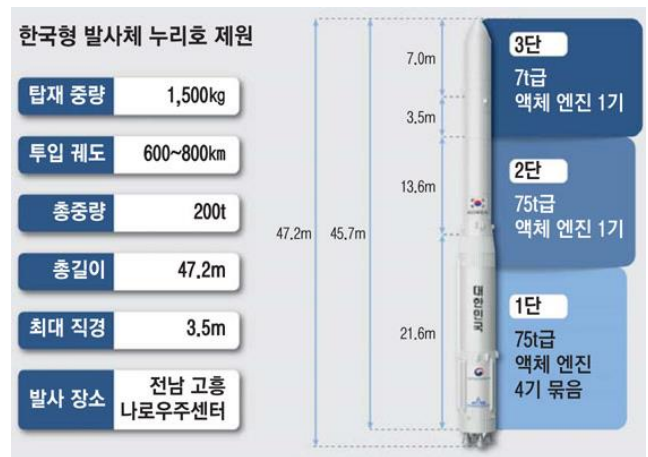 한국형 발사체 누리호 제원
탑재 중량 1,500kg
투입 궤도 600~800km
총중량 200t
총길이 47.2m
최대 직경 3.5m
발사 장소 전남 고흥
나로우주센터
47.2m
45.7m
7.0m
3.5m
13.6m
21.6m
대한민국
3단
7t급
액체 엔진 1기
2단
75t급
액체 엔진 1기
1단
75t급
액체 엔진
4기 묶음